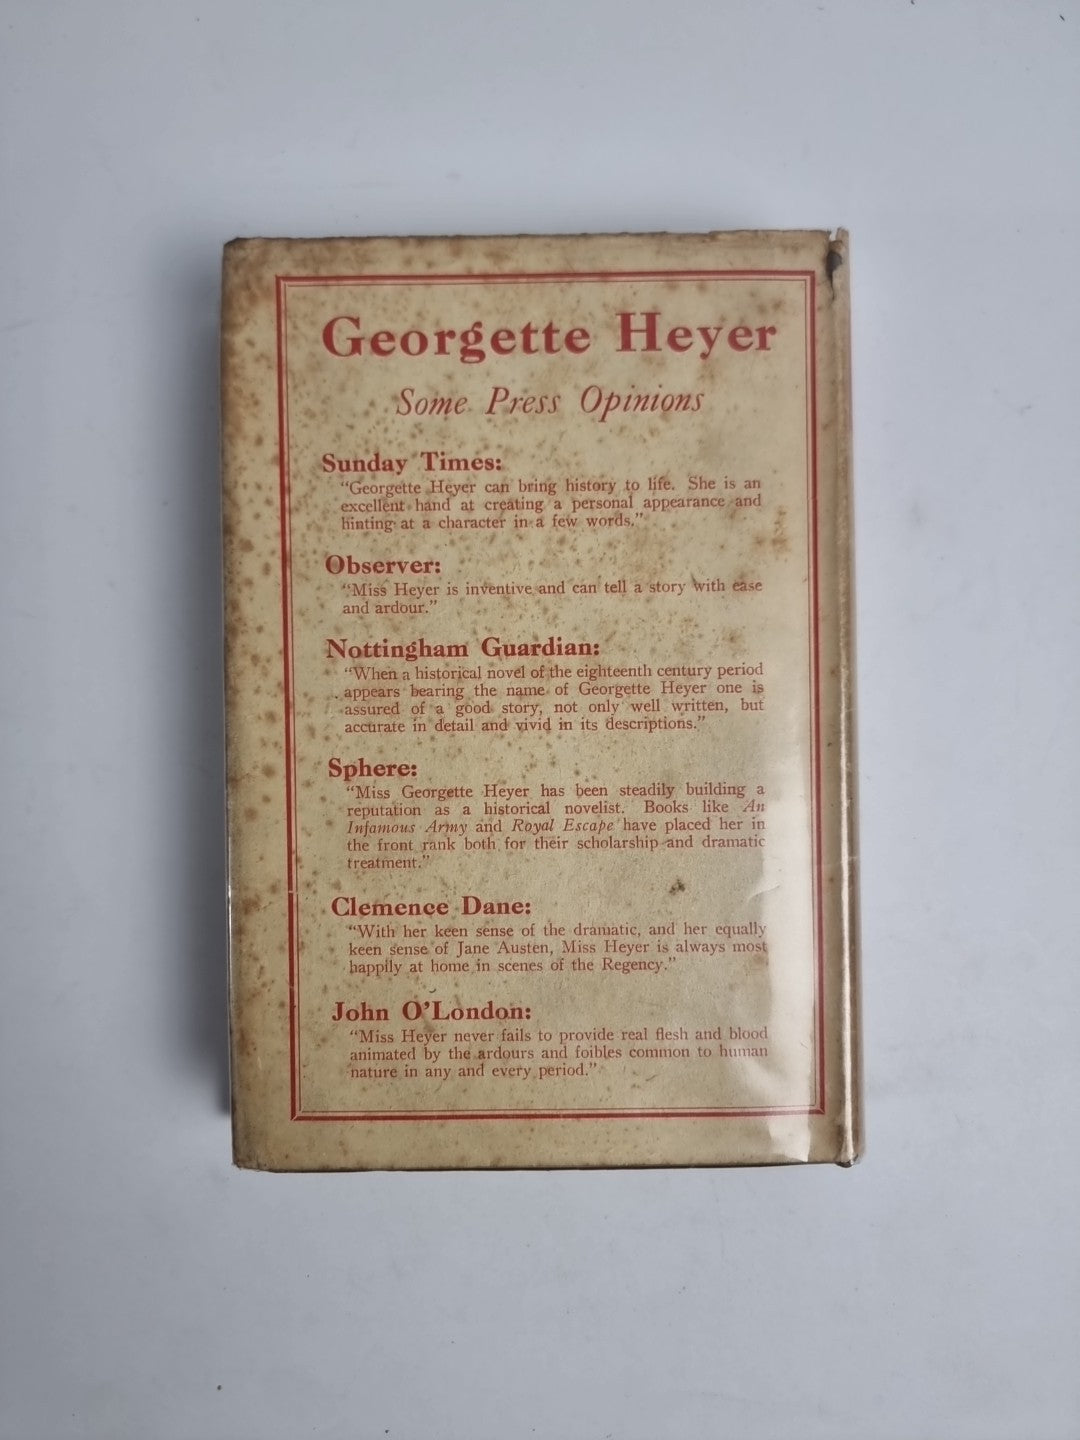 Georgette Heyer
Some Press Opinions
Sunday Times:
“Georgette Heyer can bring history to life. She is an
excellent hand at creating a personal appearance and
hinting at a character in a few words.”
Observer:
“Miss Heyer is inventive and can tell a story with ease
and ardour.”
Nottingham Guardian:
“When a historical novel of the eighteenth century period
appears bearing the name of Georgette Heyer one is
assured of a good story, not only well written, but
accurate in detail and vivid in its descriptions.”
Sphere:
“Miss Georgette Heyer has been steadily building a
reputation as a historical novelist. Books like An
Infamous Army and Royal Escape have placed her in
the front rank both for their scholarship and dramatic
treatment.”
Clemence Dane:
“With her keen sense of the dramatic, and her equally
keen sense of Jane Austen, Miss Heyer is always most
happily at home in scenes of the Regency.”
John O’London:
“Miss Heyer never fails to provide real flesh and blood
animated by the ardours and foibles common to human
nature in any and every period.”